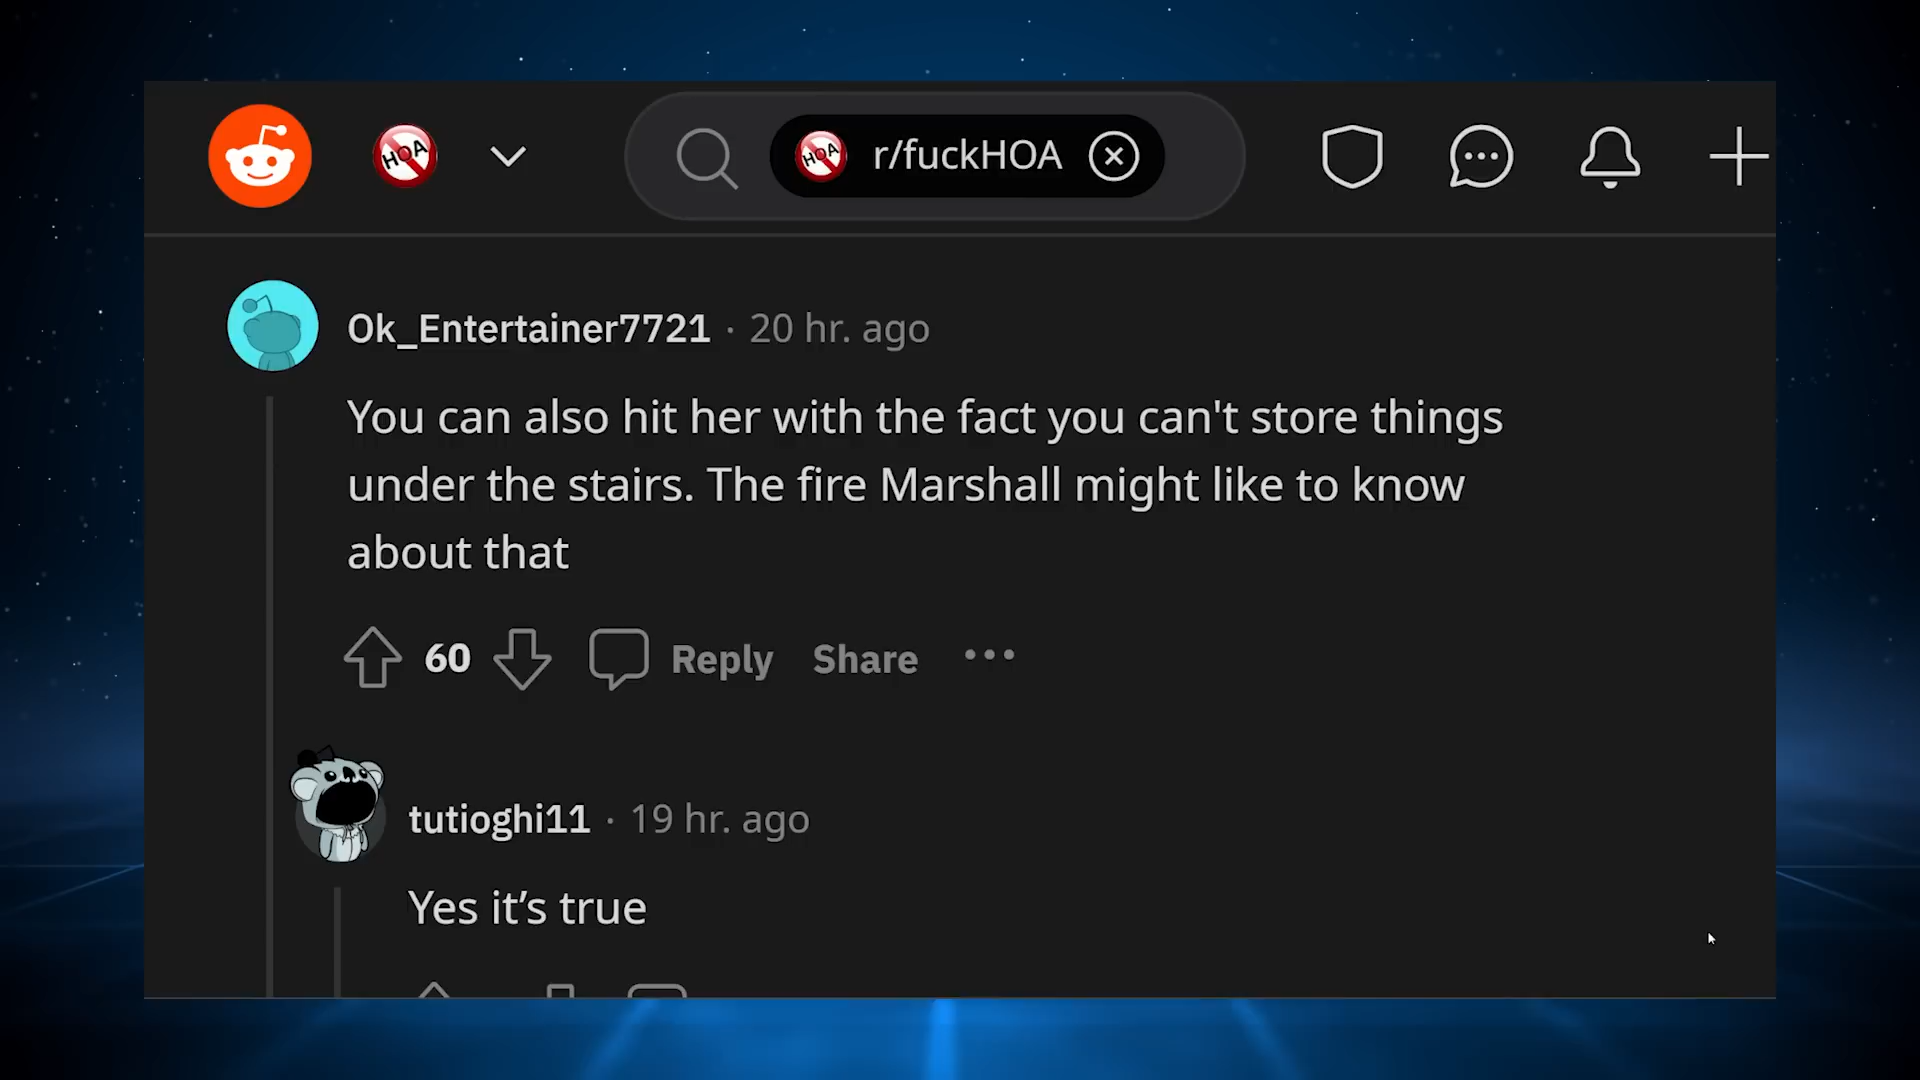 HOA
HOA r/fuckHOA
Ok_Entertainer7721 · 20 hr. ago
You can also hit her with the fact you can't store things
under the stairs. The fire Marshall might like to know
about that
60 Reply Share ...
tutioghi11 · 19 hr. ago
Yes it’s true